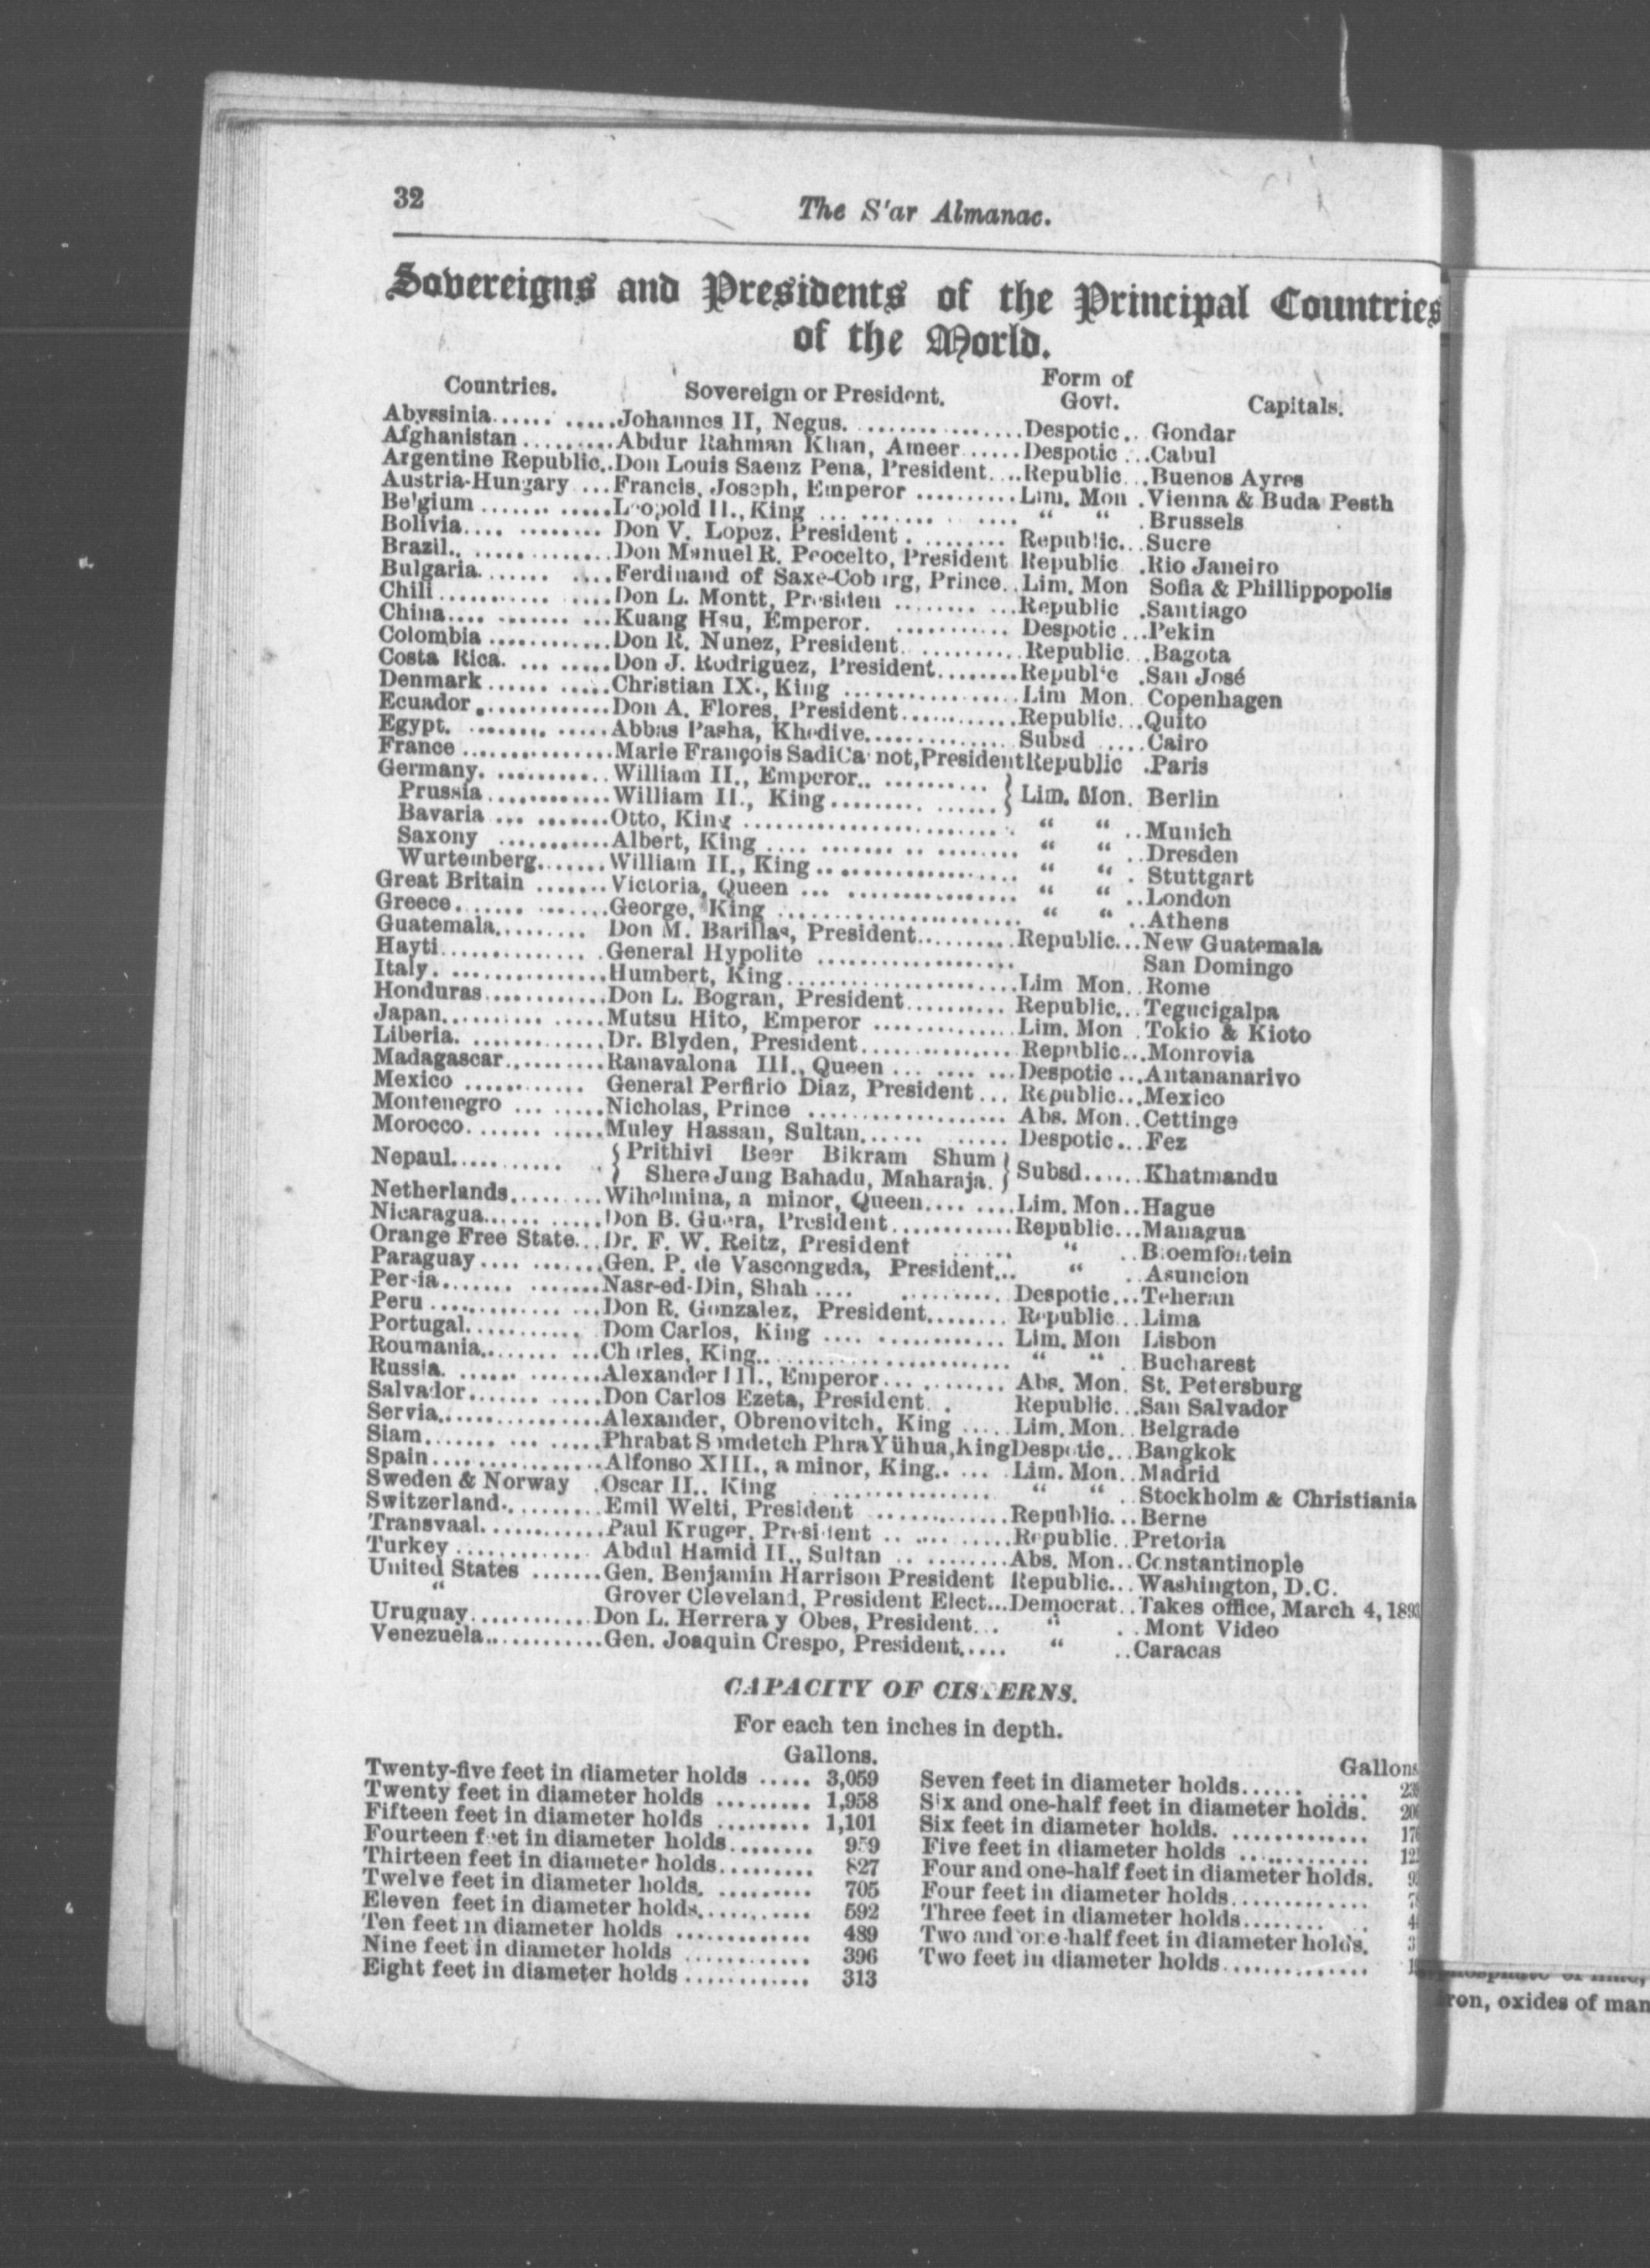 32
The S'ar Almanac.
Sovereigns and Presidents of the Principal Countries
of the World.
Countries. Sovereign or President. Form of Govt. Capitals.
Abyssinia...... .....Johannes II, Negus. ......... .......Despotic.. Gondar
Afghanistan .........Abdur Rahman Khan, Ameer......Despotic ...Cabul
Argentine Republic..Don Louis Saenz Pena, President....Republic...Buenos Ayres
Austria-Hungary ...Francis, Joseph, Emperor ..........Lim. Mon .Vienna & Buda Pesth
Belgium ....... .....Leopold II., King ... ... .... .... “ “ .Brussels
Bolivia.... ......... Don V. Lopez, President . ........ Republic...Sucre
Brazil.. .............Don Manuel R. Peocelto, President Republic .Rio Janeiro
Bulgaria....... ....Ferdinand of Saxe-Coburg, Prince..Lim. Mon Sofia & Phillippopolis
Chili ........... .....Don L. Montt, Presiden ........ ...Republic .Santiago
China.... ....... ...Kuang Hsu, Emperor. ........... Despotic ...Pekin
Colombia ............Don R. Nunez, President. .......... Republic...Bagota
Costa Rica. ... ......Don J. Rodriguez, President........Republic .San José
Denmark...... .....Christian IX., King .................Lim Mon. Copenhagen
Ecuador.............Don A. Flores, President...........Republic...Quito
Egypt. ....... .....Abbas Pasha, Khedive.............. Subsd ....Cairo
France ...............Marie François SadiCa not,PresidentRepublic .Paris
Germany. .......... William II., Emperor.. .......... } Lim. Mon. Berlin
Prussia............William II., King......... ...... }
Bavaria ... .......Otto, King ........................ “ “ ..Munich
Saxony ...........Albert, King .... ....... .. ........ “ “ ..Dresden
Wurtemberg.......William II., King .................... “ “ . Stuttgart
Great Britain .......Victoria, Queen ... ................ “ “ ..London
Greece....... .......George, King ...................... “ “ ..Athens
Guatemala......... Don M. Barillas, President..........Republic...New Guatemala
Hayti............... .General Hypolite .................. San Domingo
Italy. ...............Humbert, King......................Lim Mon. .Rome
Honduras............Don L. Bogran, President.......... Republic...Tegucigalpa
Japan.......... .....Mutsu Hito, Emperor ..............Lim. Mon .Tokio & Kioto
Liberia. .............Dr. Blyden, President............... Republic...Monrovia
Madagascar..........Ranavalona III., Queen ... .... ...Despotic ...Antananarivo
Mexico ............ General Perfirio Diaz, President... Republic...Mexico
Montenegro ... .....Nicholas, Prince .................. Abs. Mon..Cettinge
Morocco....... .....Muley Hassan, Sultan...... ...... Despotic... Fez
Nepaul............ { Prithivi Beer Bikram Shum } Subsd......Khatmandu
Shere Jung Bahadu, Maharaja.
Netherlands.........Wihelmina, a minor, Queen.... ....Lim. Mon..Hague
Nicaragua...... .....Don B. Guera, President............Republic...Managua
Orange Free State...Dr. F. W. Reitz, President ...... “ ..Bloemfontein
Paraguay.... .......Gen. P. de Vasconguda, President... “ ..Asuncion
Persia....... .......Nasr-ed-Din, Shah .... .......... Despotic...Teheran
Peru ............. ...Don R. Gonzalez, President........ Republic...Lima
Portugal........... Dom Carlos, King .... ............ Lim. Mon Lisbon
Roumania......... ...Charles, King........................ “ “ . Bucharest
Russia. ...... .......Alexander III., Emperor... ........ Abs. Mon. St. Petersburg
Salvador....... .....Don Carlos Ezeta, President. . Republic...San Salvador
Servia................Alexander, Obrenovitch, King .....Lim. Mon..Belgrade
Siam....... ... .....Phrabat Somdetch Phra Yühua,KingDespotic...Bangkok
Spain.................Alfonso XIII., a minor, King.. ... .Lim. Mon..Madrid
Sweden & Norway .Oscar II.. King ............... “ “ ..Stockholm & Christiania
Switzerland..........Emil Welti, President .............Republic...Berne
Transvaal............Paul Kruger, President .. .... .....Republic..Pretoria
Turkey ............. Abdul Hamid II., Sultan .. ........Abs. Mon..Constantinople
United States .......Gen. Benjamin Harrison President Republic...Washington, D.C.
“ Grover Cleveland, President Elect...Democrat..Takes office, March 4, 1893
Uruguay............Don L. Herrera y Obes, President... “ ..Mont Video
Venezuela............Gen. Joaquin Crespo, President..... “ ..Caracas
CAPACITY OF CISTERNS.
For each ten inches in depth.
Gallons.
Twenty-five feet in diameter holds ..... 3,059
Twenty feet in diameter holds ......... 1,958
Fifteen feet in diameter holds ......... 1,101
Fourteen feet in diameter holds........ 959
Thirteen feet in diameter holds......... 827
Twelve feet in diameter holds. ......... 705
Eleven feet in diameter holds........... 592
Ten feet in diameter holds ............. 489
Nine feet in diameter holds ............ 396
Eight feet in diameter holds ............ 313
Gallons
Seven feet in diameter holds...... ....
Six and one-half feet in diameter holds.
Six feet in diameter holds. .............
Five feet in diameter holds .............
Four and one-half feet in diameter holds.
Four feet in diameter holds..............
Three feet in diameter holds........ ..
Two and one-half feet in diameter holds.
Two feet in diameter holds...............
iron, oxides of man